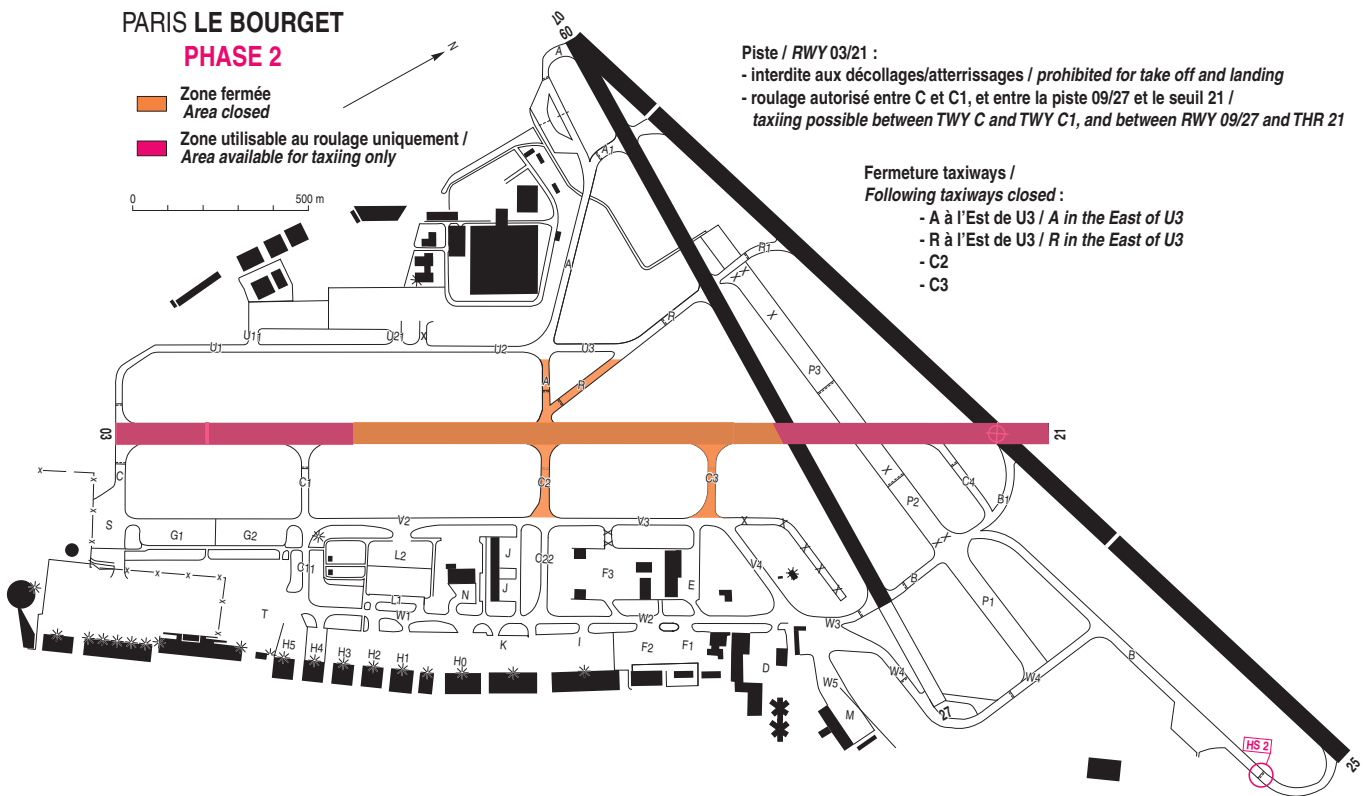 PARIS LE BOURGET
PHASE 2
N
Zone fermée
Area closed
Zone utilisable au roulage uniquement /
Area available for taxiing only
0 500 m
Piste / RWY 03/21 :
- interdite aux décollages/atterrissages / prohibited for take off and landing
- roulage autorisé entre C et C1, et entre la piste 09/27 et le seuil 21 /
taxiing possible between TWY C and TWY C1, and between RWY 09/27 and THR 21
Fermeture taxiways /
Following taxiways closed :
- A à l'Est de U3 / A in the East of U3
- R à l'Est de U3 / R in the East of U3
- C2
- C3
07
09
A
A1
A
R1
R
U1
U11
U21
X
U2
U3
A
R
P3
X
X X
03
21
C
C1
C2
C3
X
P2
C4
B1
S
G1
G2
V2
V3
X X
X X
C11
L2
J
J
C22
F3
E
V4
X
X
X
B
P1
T
L1
W1
N
W2
W3
H5
H4
H3
H2
H1
H0
K
I
F2
F1
D
W5
W4
W4
B
M
27
HS 2
25